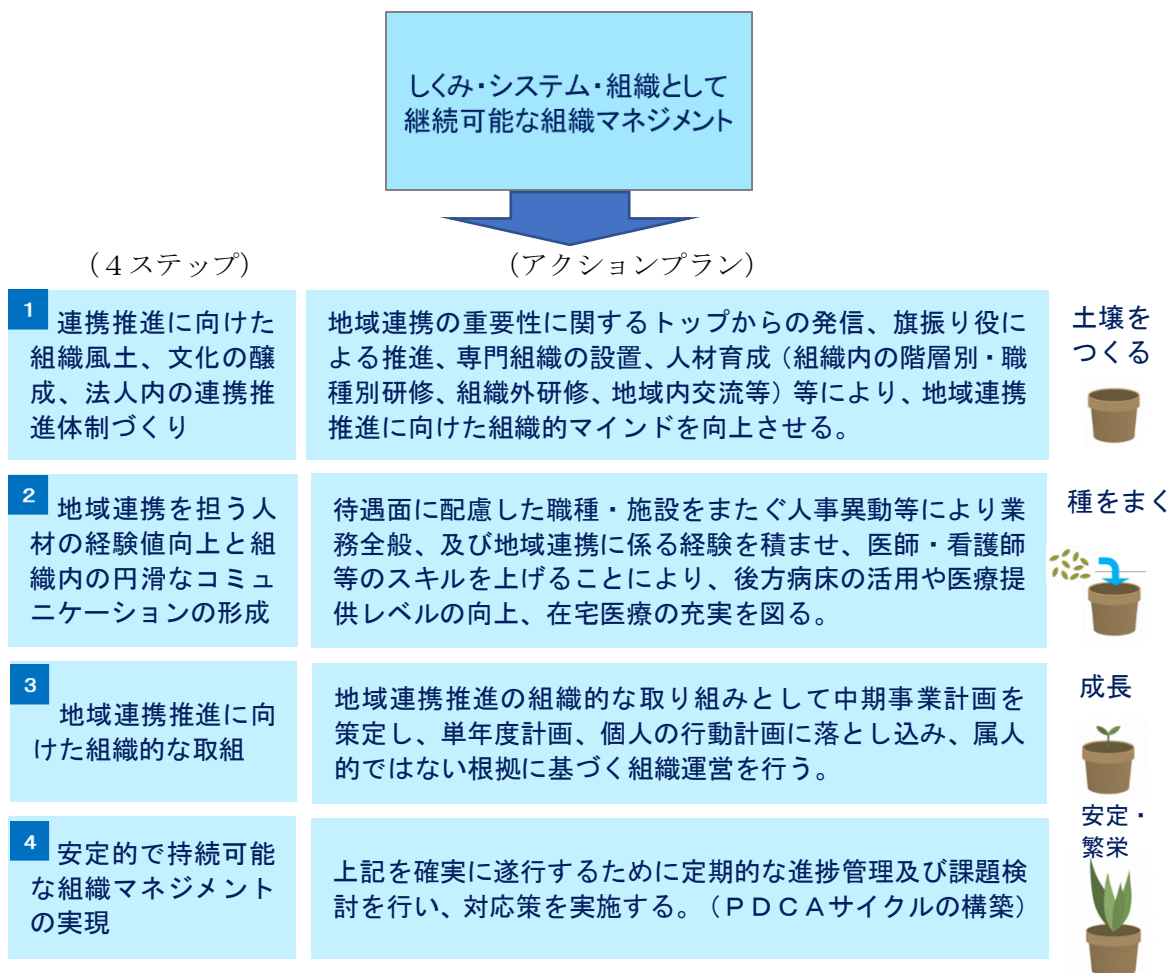 しくみ・システム・組織として
継続可能な組織マネジメント
（４ステップ）
（アクションプラン）
1
連携推進に向けた
組織風土、文化の醸
成、法人内の連携推
進体制づくり
地域連携の重要性に関するトップからの発信、旗振り役に
よる推進、専門組織の設置、人材育成（組織内の階層別・職
種別研修、組織外研修、地域内交流等）等により、地域連携
推進に向けた組織的マインドを向上させる。
土壌を
つくる
2
地域連携を担う人
材の経験値向上と組
織内の円滑なコミュ
ニケーションの形成
待遇面に配慮した職種・施設をまたぐ人事異動等により業
務全般、及び地域連携に係る経験を積ませ、医師・看護師
等のスキルを上げることにより、後方病床の活用や医療提
供レベルの向上、在宅医療の充実を図る。
種をまく
3
地域連携推進に向
けた組織的な取組
地域連携推進の組織的な取り組みとして中期事業計画を
策定し、単年度計画、個人の行動計画に落とし込み、属人
的ではない根拠に基づく組織運営を行う。
成長
4
安定的で持続可能
な組織マネジメント
の実現
上記を確実に遂行するために定期的な進捗管理及び課題検
討を行い、対応策を実施する。（ＰＤＣＡサイクルの構築）
安定・
繁栄